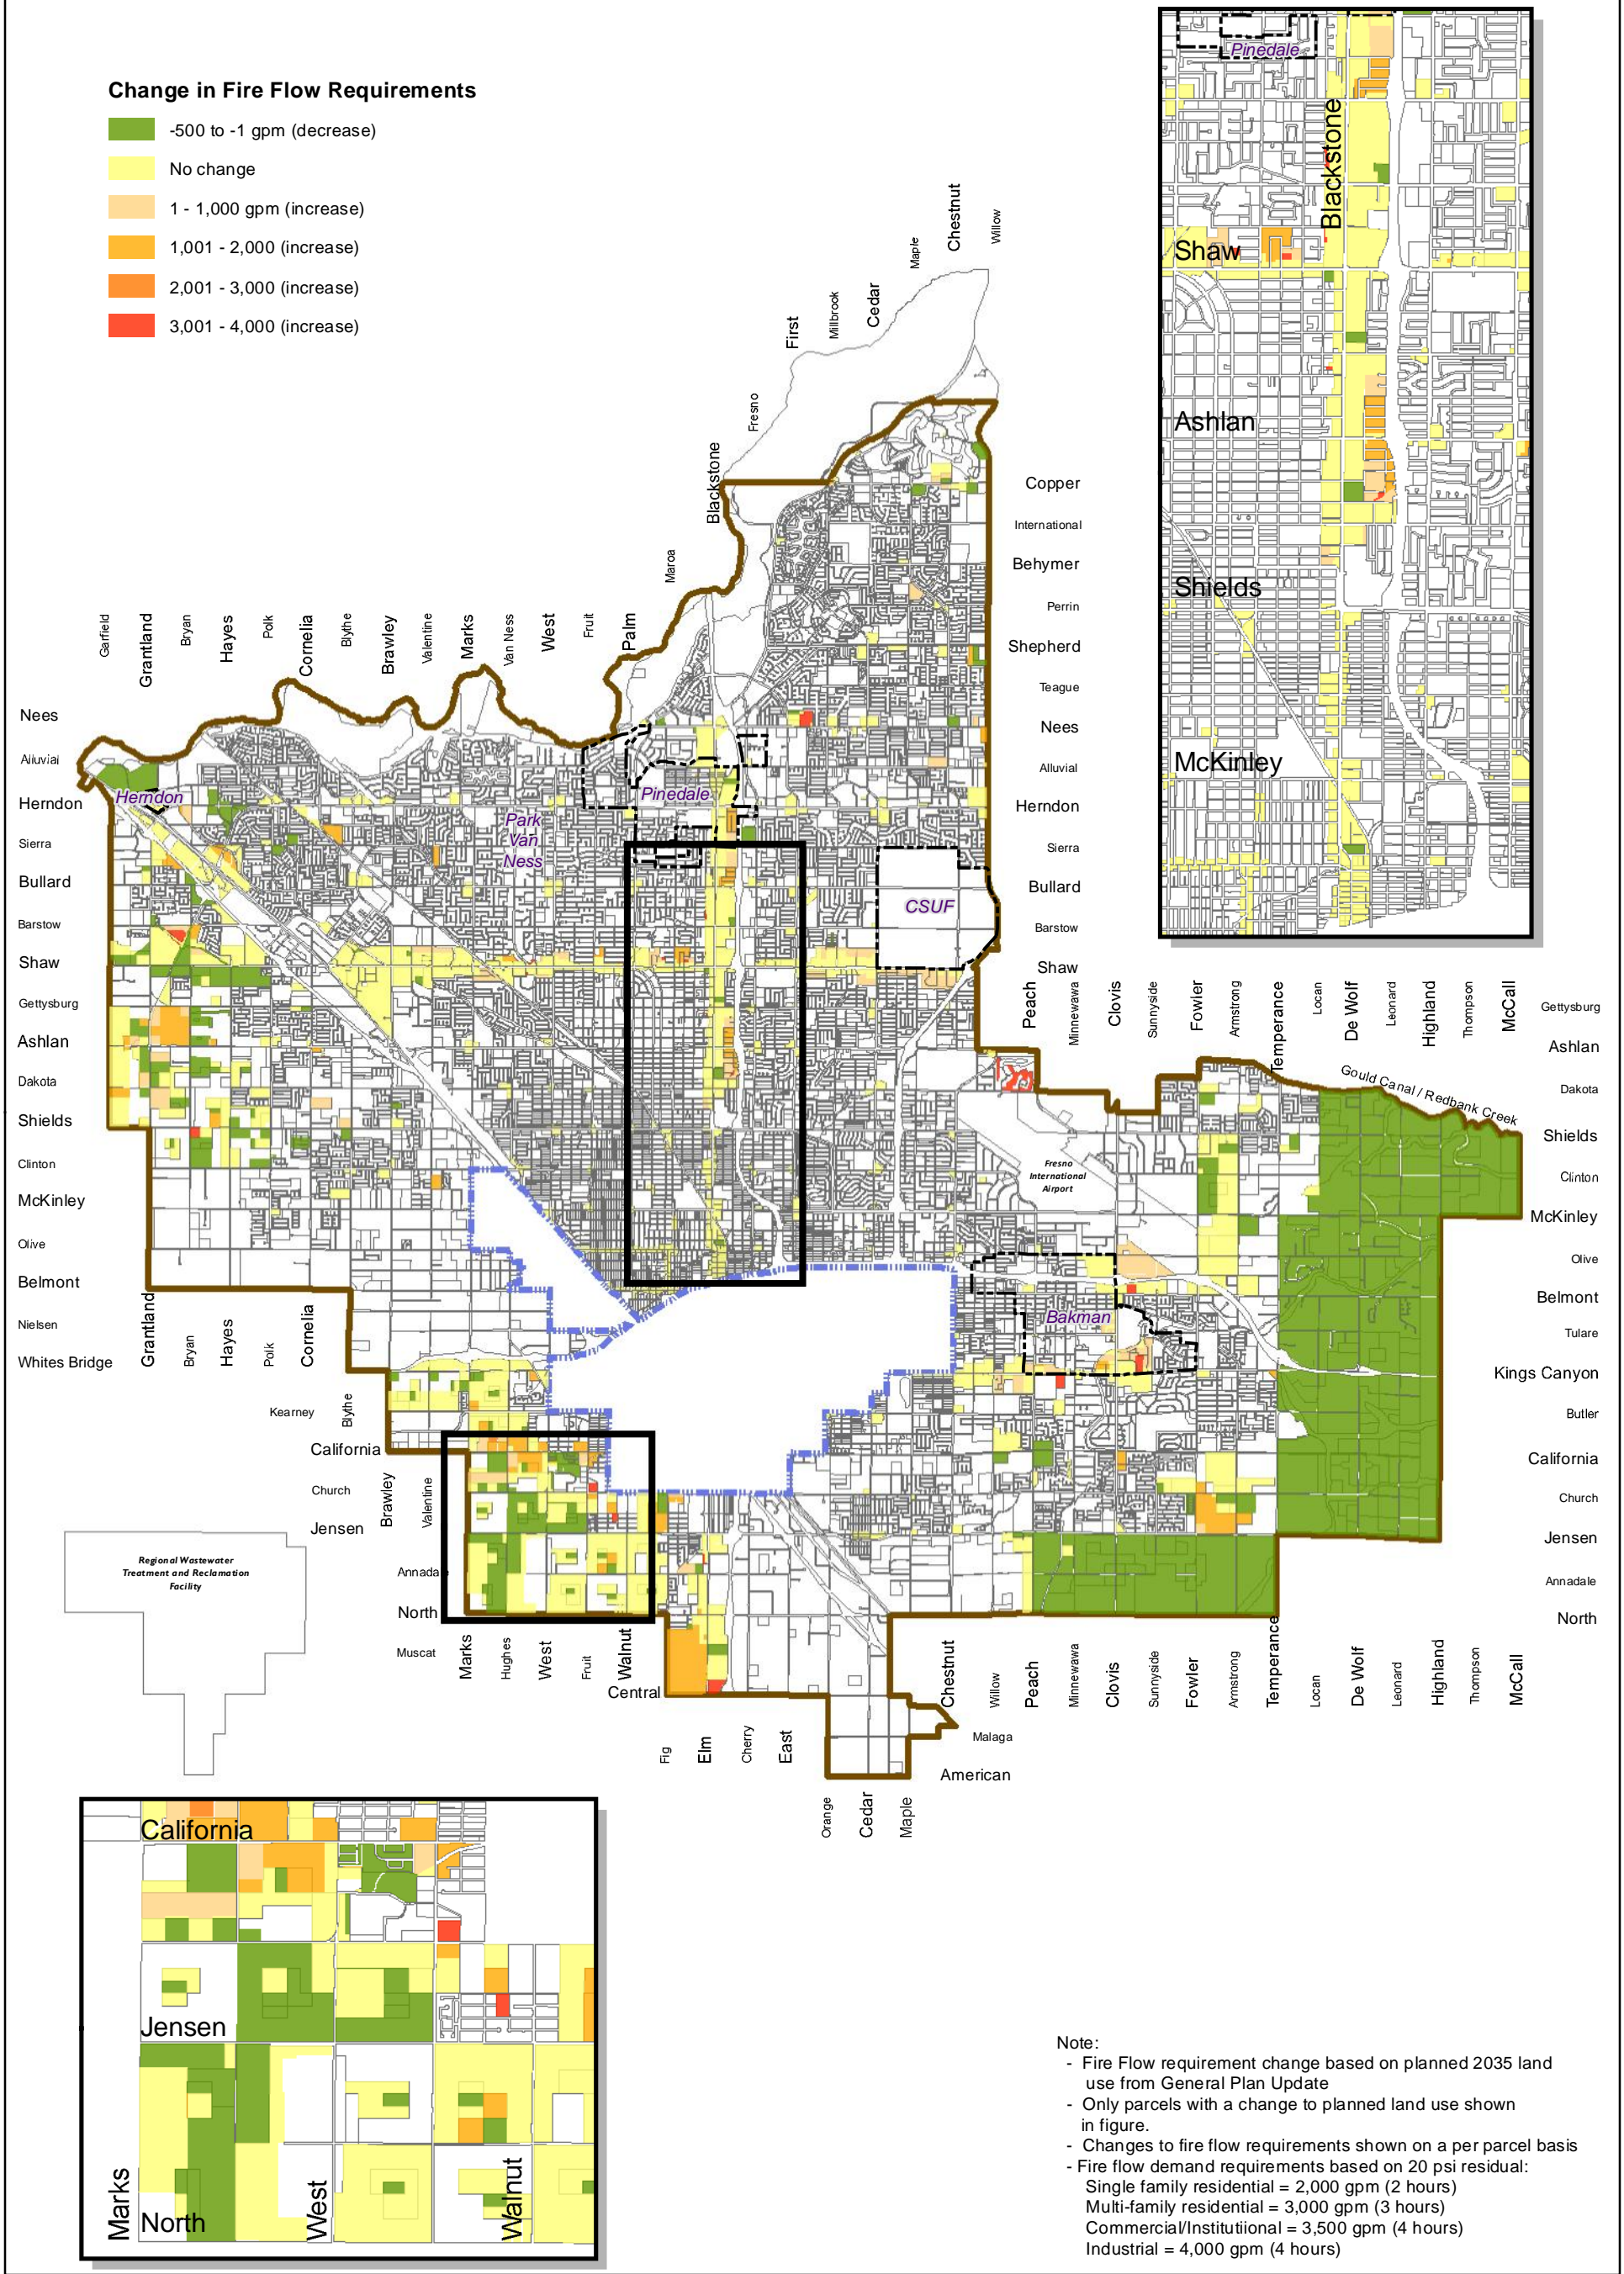 Change in Fire Flow Requirements
-500 to -1 gpm (decrease)
No change
1 - 1,000 gpm (increase)
1,001 - 2,000 (increase)
2,001 - 3,000 (increase)
3,001 - 4,000 (increase)
Pinedale
Blackstone
Shaw
Ashlan
Shields
McKinley
Willow
Chestnut
Maple
Cedar
Millbrook
First
Fresno
Blackstone
Maroa
Garfield
Grantland
Bryan
Hayes
Polk
Cornelia
Blythe
Brawley
Valentine
Marks
Van Ness
West
Fruit
Palm
Copper
International
Behymer
Perrin
Shepherd
Teague
Nees
Alluvial
Herndon
Sierra
Bullard
Barstow
Shaw
Nees
Alluvial
Herndon
Sierra
Bullard
Barstow
Shaw
Gettysburg
Ashlan
Dakota
Shields
Clinton
McKinley
Olive
Belmont
Nielsen
Whites Bridge
Herndon
Park
Van
Ness
Pinedale
CSUF
Peach
Minnewawa
Clovis
Sunnyside
Fowler
Armstrong
Temperance
Locan
De Wolf
Leonard
Highland
Thompson
McCall
Gettysburg
Ashlan
Dakota
Gould Canal / Redbank Creek
Shields
Clinton
McKinley
Olive
Belmont
Tulare
Kings Canyon
Butler
California
Church
Jensen
Annadale
North
Fresno
International
Airport
Bakman
Grantland
Bryan
Hayes
Polk
Cornelia
Kearney
Blythe
California
Church
Brawley
Valentine
Jensen
Annada
North
Muscat
Regional Wastewater
Treatment and Reclamation
Facility
Marks
Hughes
West
Fruit
Walnut
Central
Fig
Elm
Cherry
East
Orange
Cedar
Maple
Chestnut
Willow
Peach
Minnewawa
Clovis
Sunnyside
Fowler
Armstrong
Temperance
Locan
De Wolf
Leonard
Highland
Thompson
McCall
Malaga
American
California
Jensen
Marks
North
West
Walnut
Note:
- Fire Flow requirement change based on planned 2035 land
use from General Plan Update
- Only parcels with a change to planned land use shown
in figure.
- Changes to fire flow requirements shown on a per parcel basis
- Fire flow demand requirements based on 20 psi residual:
Single family residential = 2,000 gpm (2 hours)
Multi-family residential = 3,000 gpm (3 hours)
Commercial/Institutiional = 3,500 gpm (4 hours)
Industrial = 4,000 gpm (4 hours)